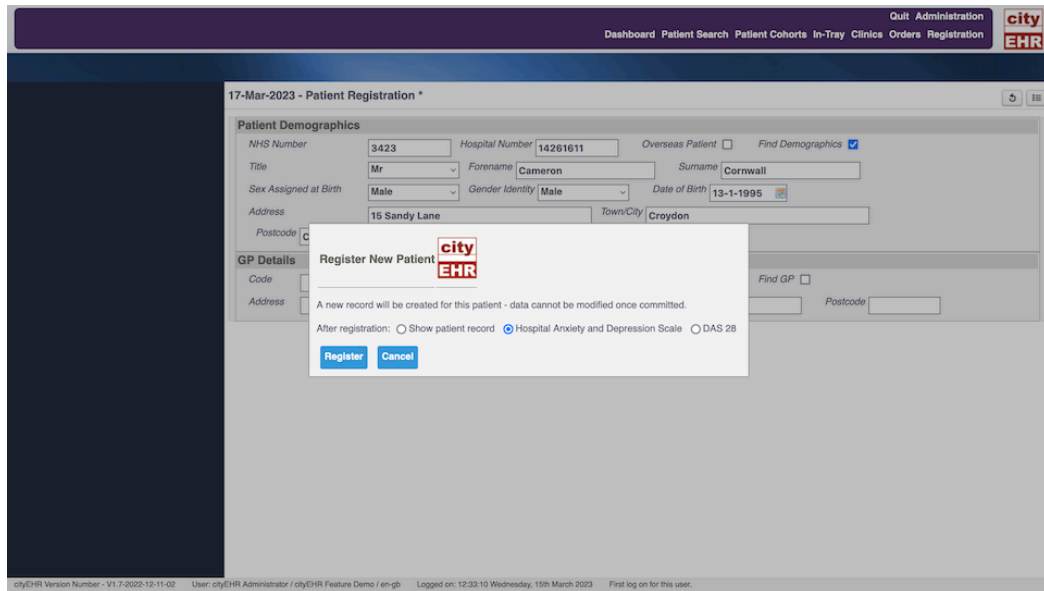 Quit Administration
city
EHR
Dashboard Patient Search Patient Cohorts In-Tray Clinics Orders Registration
17-Mar-2023 - Patient Registration *
Patient Demographics
NHS Number 3423 Hospital Number 14261611 Overseas Patient Find Demographics
Title Mr Forename Cameron Surname Cornwall
Sex Assigned at Birth Male Gender Identity Male Date of Birth 13-1-1995
Address 15 Sandy Lane Town/City Croydon
Postcode C
GP Details
Code Find GP
Address Postcode
Register New Patient
city
EHR
A new record will be created for this patient - data cannot be modified once committed.
After registration: Show patient record Hospital Anxiety and Depression Scale DAS 28
Register Cancel
cityEHR Version Number - V1.7-2022-12-11-02 User: cityEHR Administrator / cityEHR Feature Demo / en-gb Logged on: 12:33:10 Wednesday, 15th March 2023 First log on for this user.